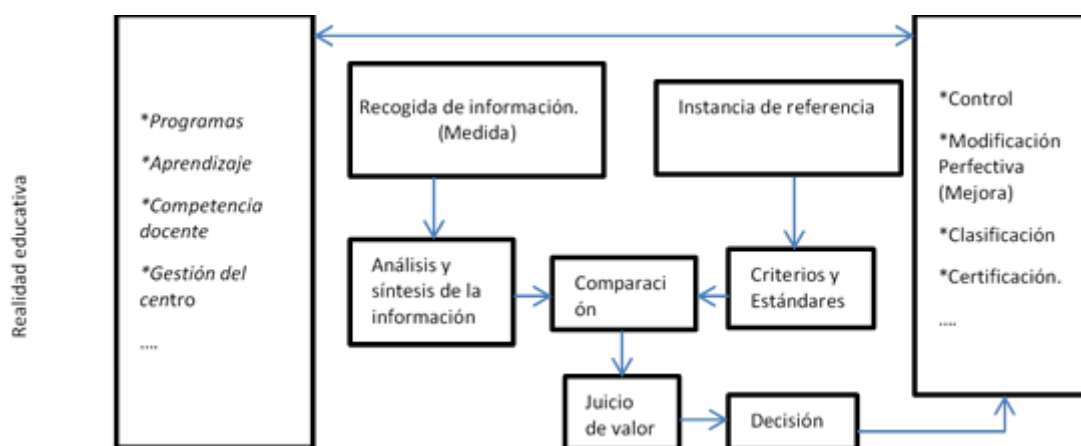 Realidad educativa
*Programas
*Aprendizaje
*Competencia
docente
*Gestión del
centro
....
Recogida de información.
(Medida)
Instancia de referencia
Análisis y
síntesis de la
información
Comparaci
ón
Criterios y
Estándares
Juicio
de valor
Decisión
*Control
*Modificación
Perfectiva
(Mejora)
*Clasificación
*Certificación.
....